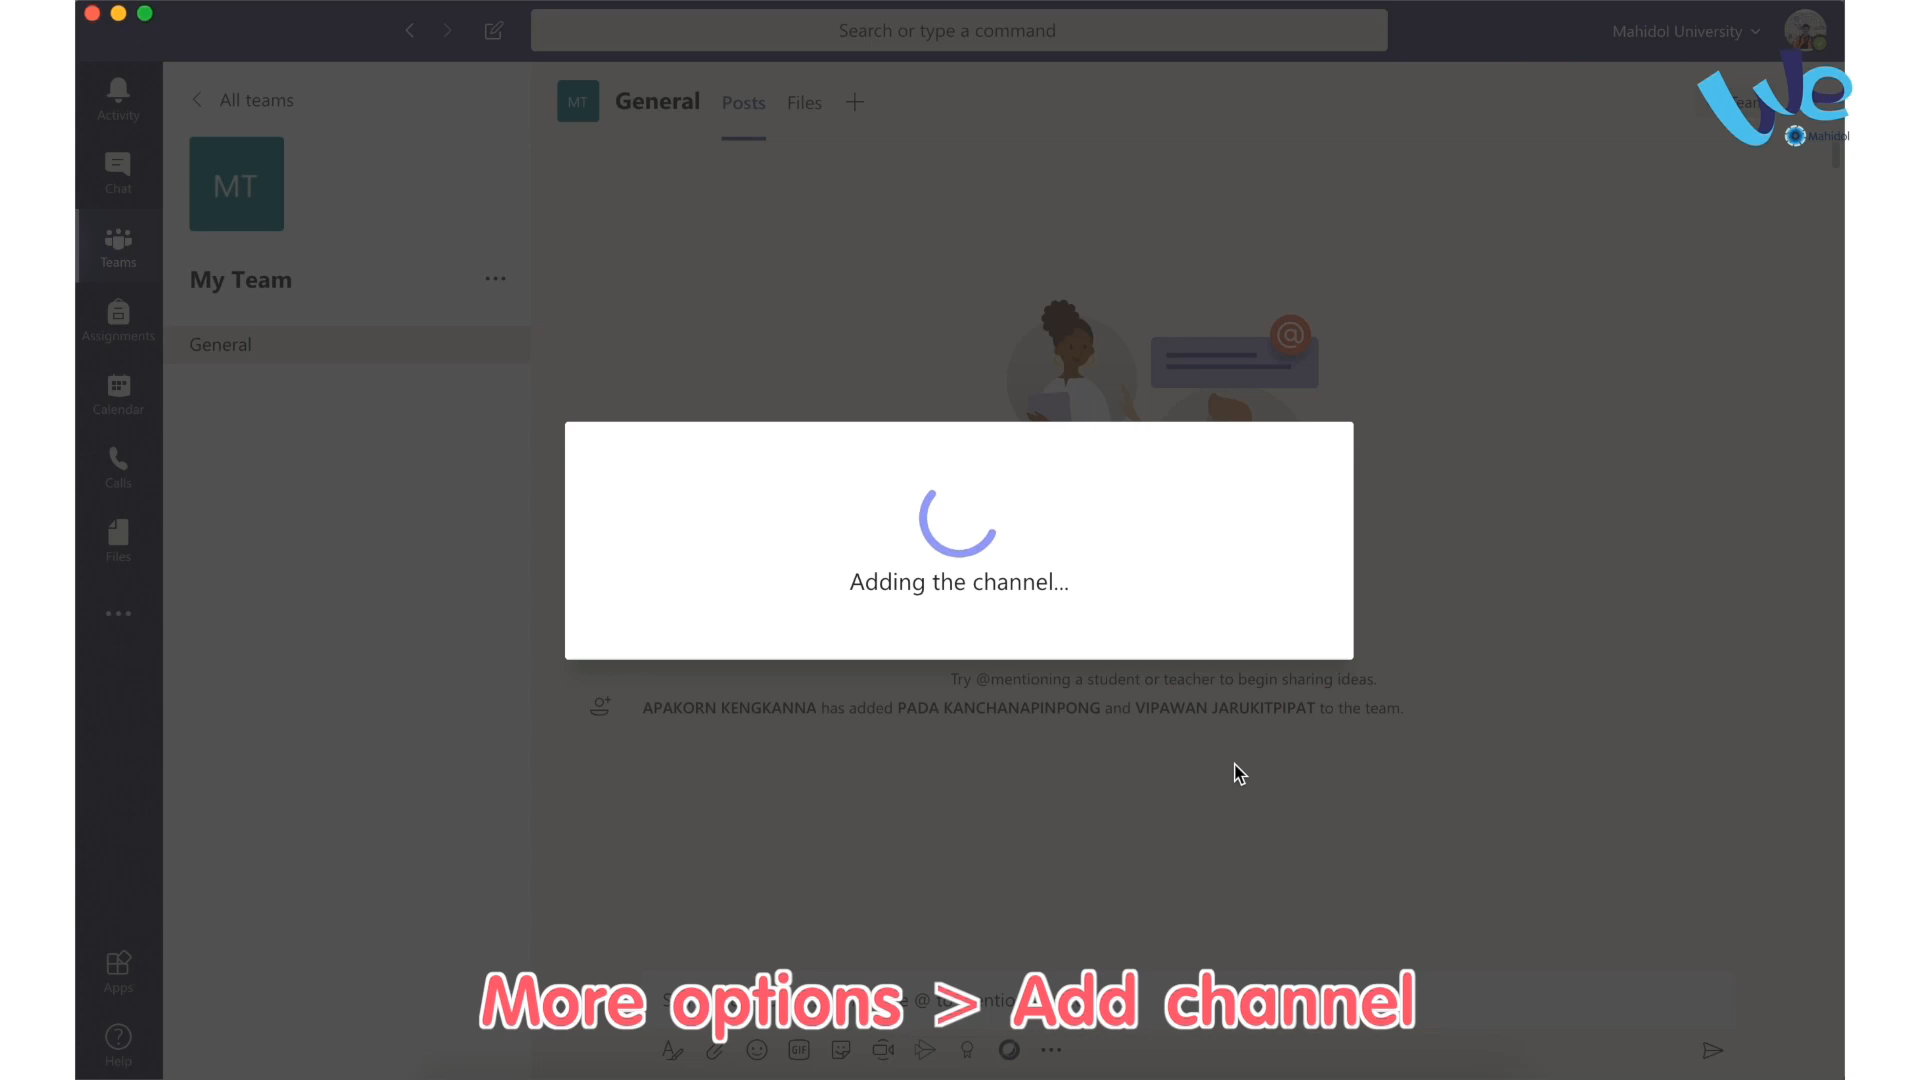 Search or type a command
Mahidol University
Activity
All teams
MT
General
Posts
Files
Mahidol
Chat
MT
Teams
My Team
Assignments
General
Calendar
Calls
Adding the channel...
Files
Try @mentioning a student or teacher to begin sharing ideas.
APAKORN KENGKANNA has added PADA KANCHANAPINPONG and VIPAWAN JARUKITPIPAT to the team.
Apps
More options > Add channel
GIF
Help